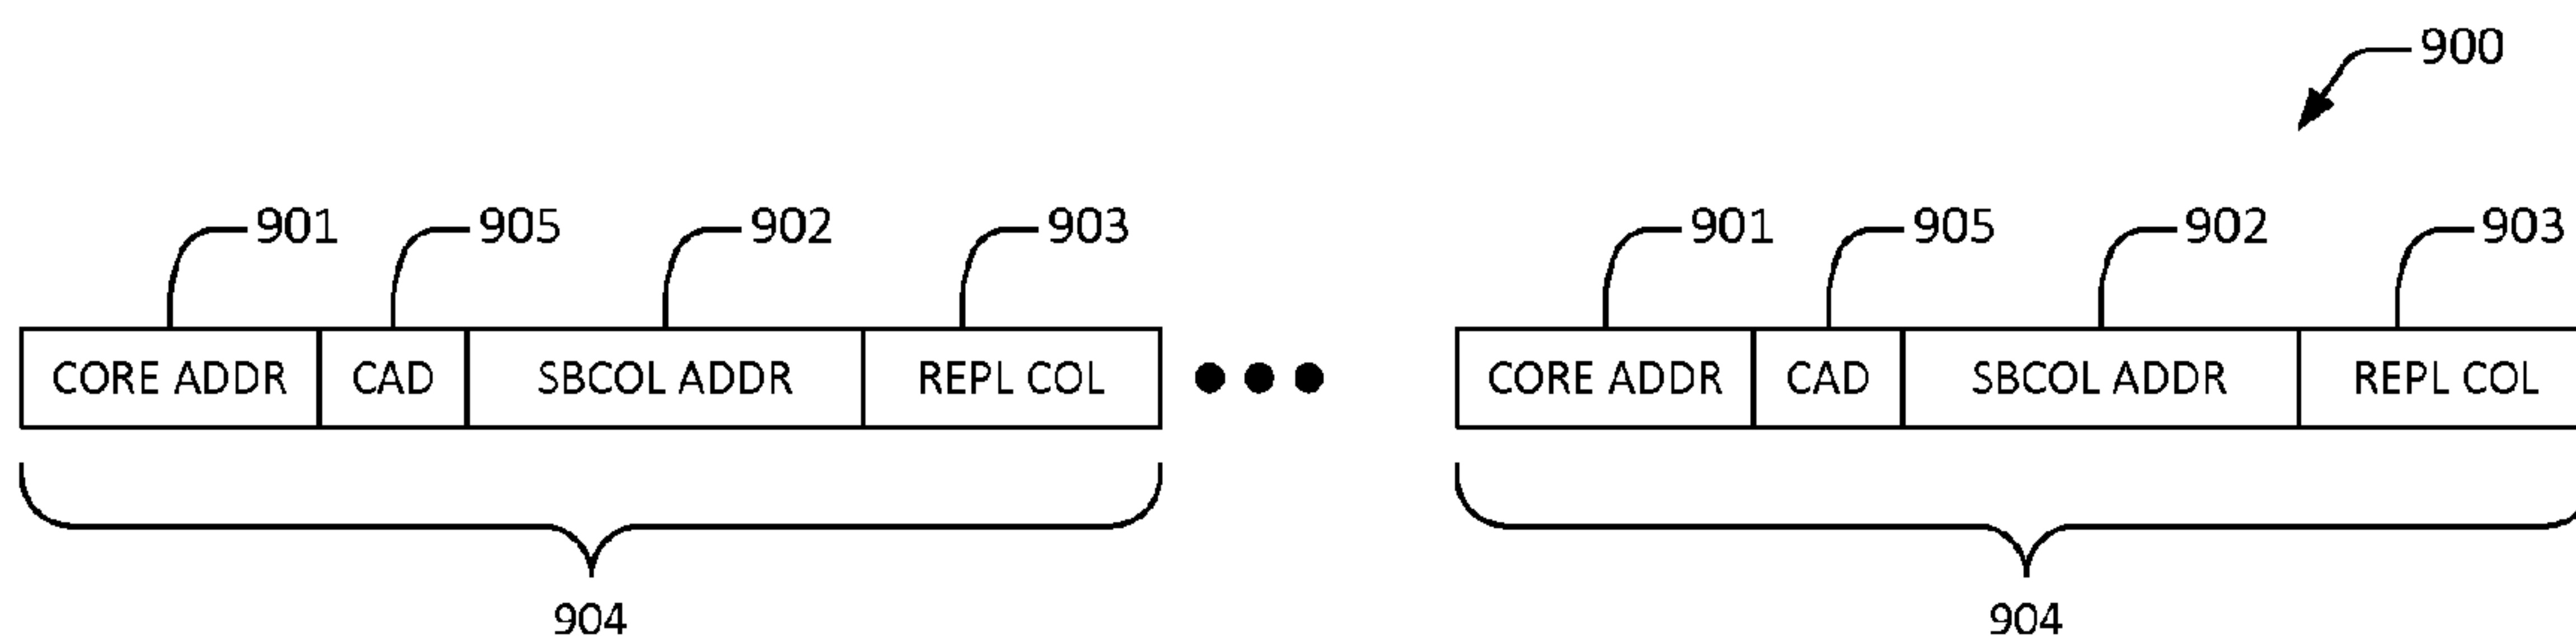 900
901 905 902 903 901 905 902 903
CORE ADDR CAD SBCOL ADDR REPL COL CORE ADDR CAD SBCOL ADDR REPL COL
904 904